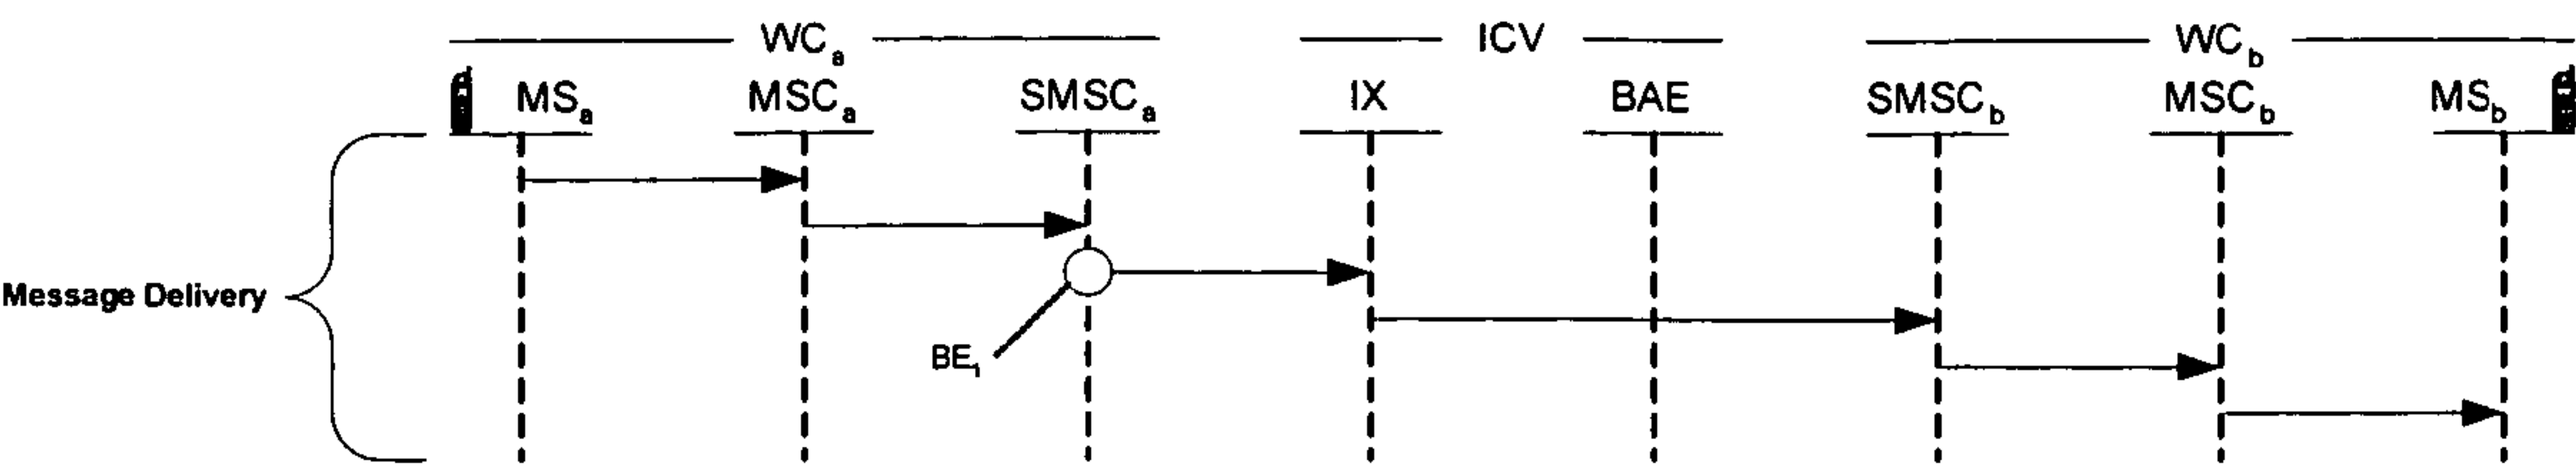 WCa ICV WCb
MSa MSCa SMSCa IX BAE SMSCb MSCb MSb
Message Delivery
BE1